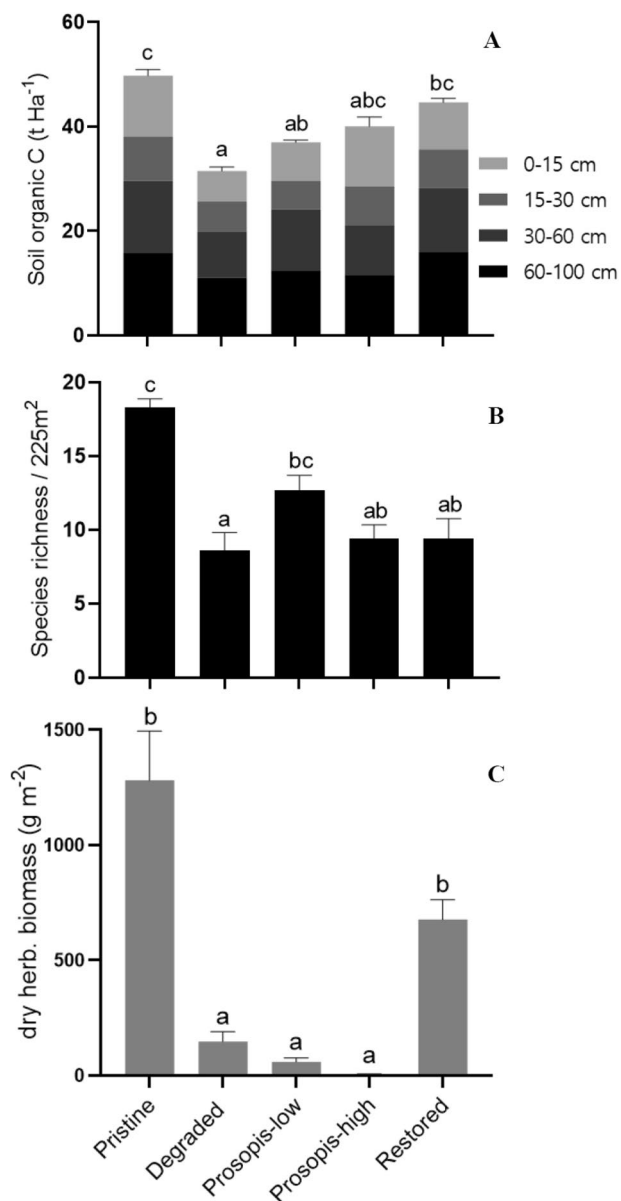 A
Soil organic C (t Ha⁻¹)
60
40
20
0
c
a
ab
abc
bc
0-15 cm
15-30 cm
30-60 cm
60-100 cm
B
Species richness / 225m²
20
15
10
5
0
c
a
bc
ab
ab
C
dry herb. biomass (g m⁻²)
1500
1000
500
0
b
a
a
a
b
Pristine
Degraded
Prosopis-low
Prosopis-high
Restored